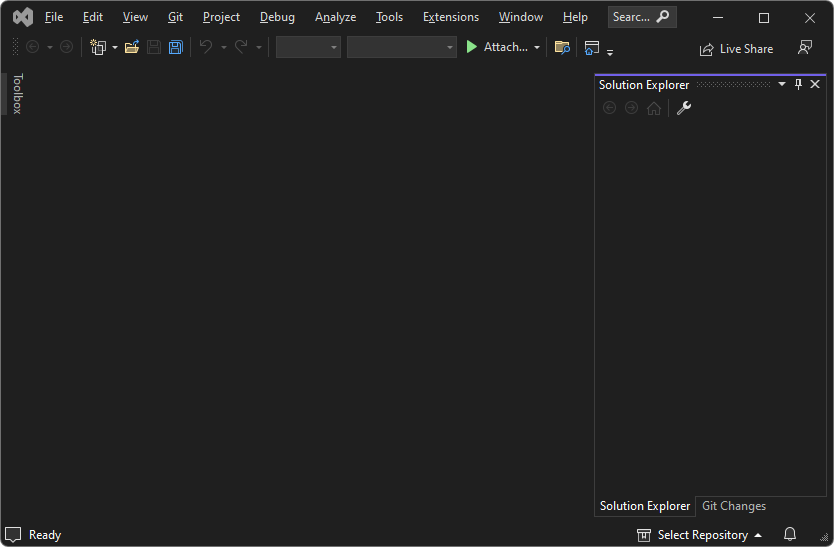 File Edit View Git Project Debug Analyze Tools Extensions Window Help Searc...
Attach... Live Share
Toolbox
Solution Explorer
Solution Explorer Git Changes
Ready Select Repository